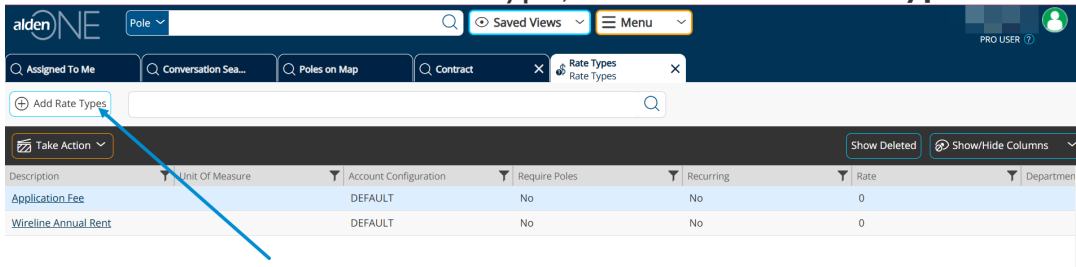 alden ONE
Pole
Saved Views
Menu
PRO USER ?
Assigned To Me
Conversation Sea...
Poles on Map
Contract X
Rate Types X
Rate Types
Add Rate Types
Take Action
Show Deleted
Show/Hide Columns
Description Unit Of Measure Account Configuration Require Poles Recurring Rate Departmen
Application Fee DEFAULT No No 0
Wireline Annual Rent DEFAULT No No 0